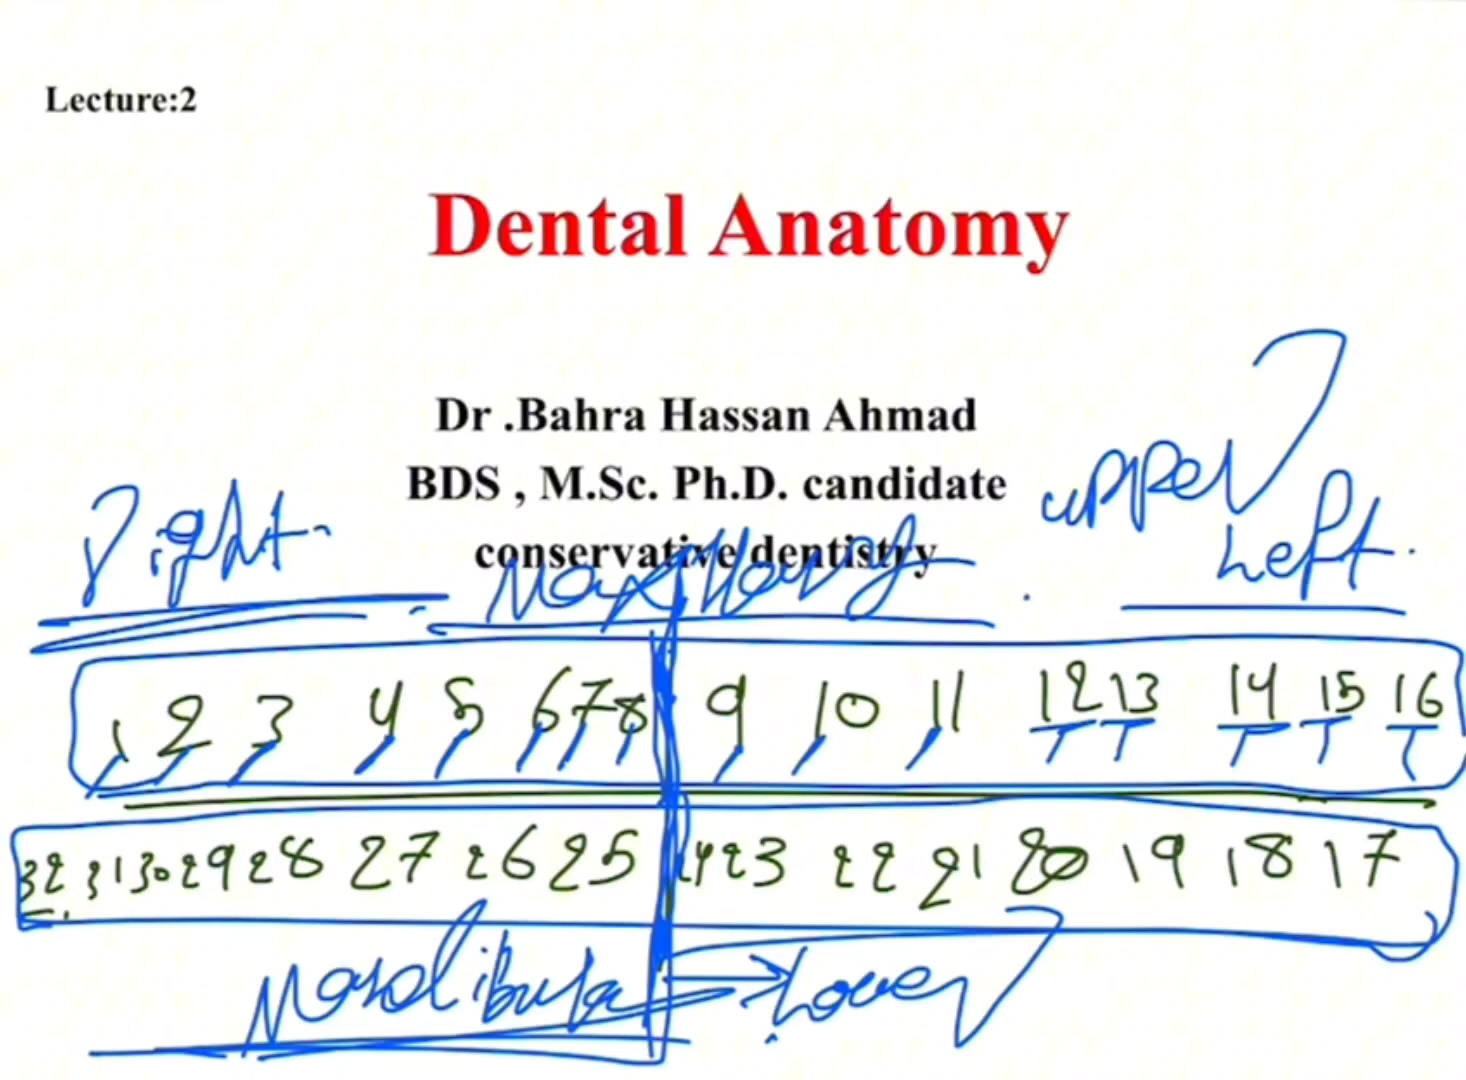 Lecture:2
Dental Anatomy
Dr .Bahra Hassan Ahmad
BDS , M.Sc. Ph.D. candidate
upper
conservative dentistry
Right Maxillary Left
1 2 3 4 5 6 7 8 9 10 11 12 13 14 15 16
32 31 30 29 28 27 26 25 24 23 22 21 20 19 18 17
Mandibular → Lower